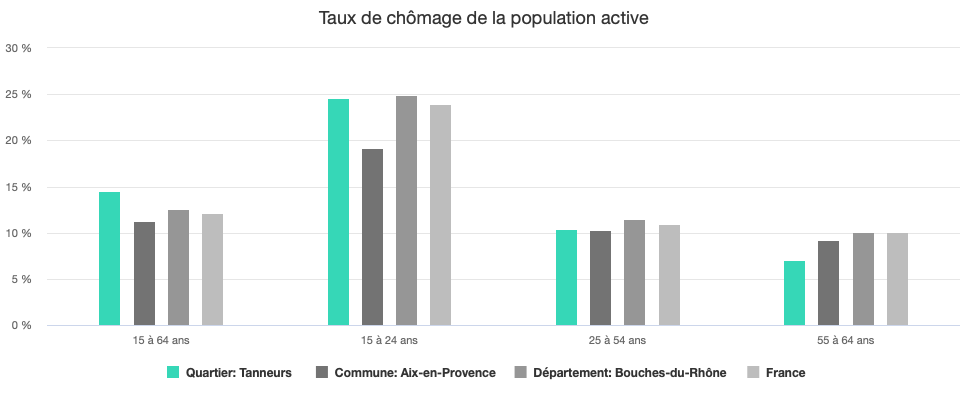 Taux de chômage de la population active
30 %
25 %
20 %
15 %
10 %
5 %
0 %
15 à 64 ans
15 à 24 ans
25 à 54 ans
55 à 64 ans
Quartier: Tanneurs
Commune: Aix-en-Provence
Département: Bouches-du-Rhône
France